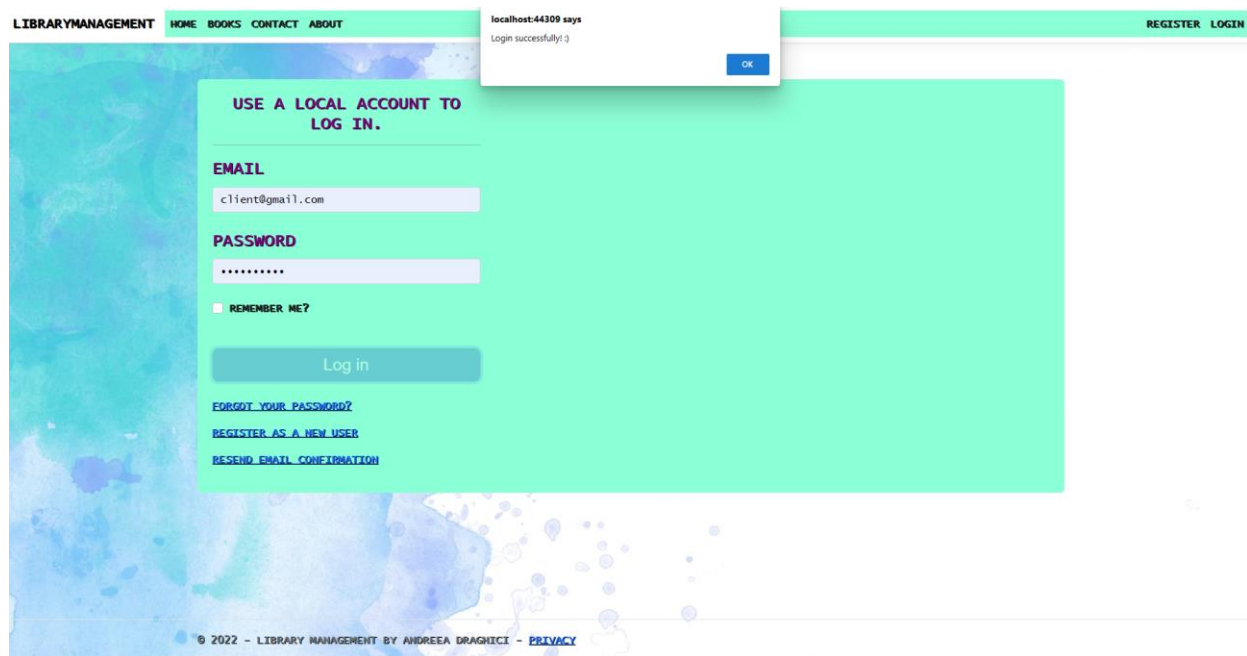 LIBRARYMANAGEMENT HOME BOOKS CONTACT ABOUT REGISTER LOGIN
localhost:44309 says
Login successfully! :)
OK
USE A LOCAL ACCOUNT TO
LOG IN.
EMAIL
client@gmail.com
PASSWORD
••••••••••
REMEMBER ME?
Log in
FORGOT YOUR PASSWORD?
REGISTER AS A NEW USER
RESEND EMAIL CONFIRMATION
© 2022 - LIBRARY MANAGEMENT BY ANDREEA DRAGHICI - PRIVACY